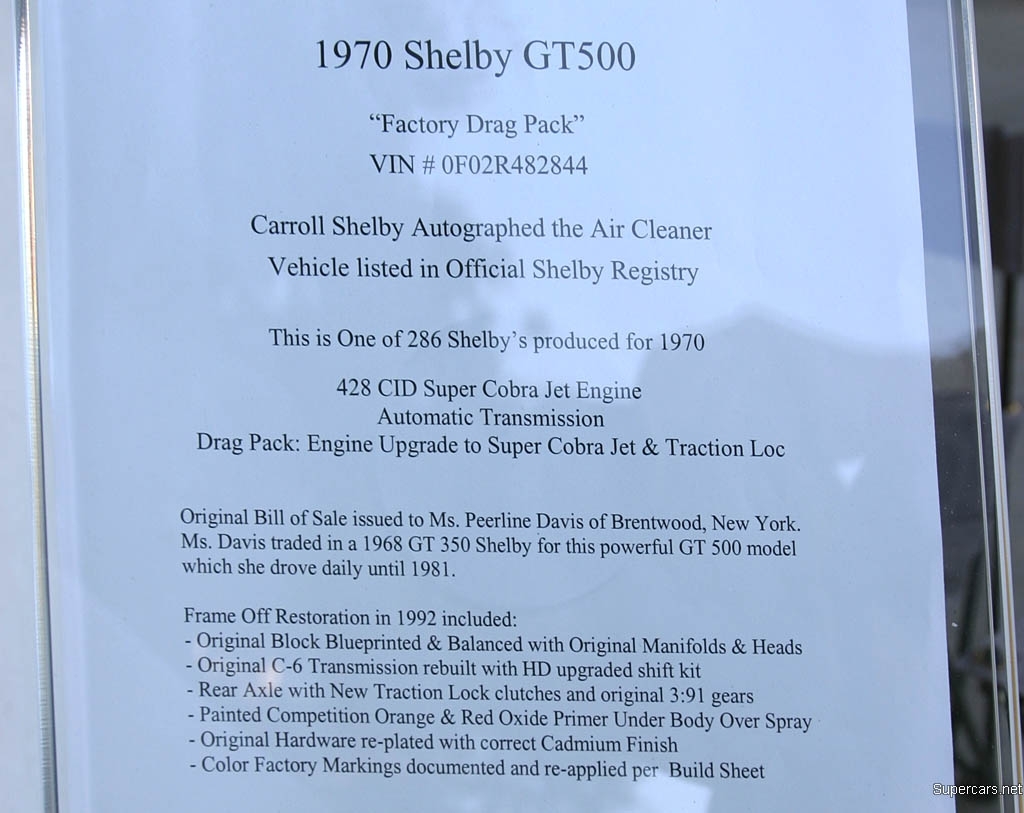 1970 Shelby GT500
“Factory Drag Pack”
VIN # 0F02R482844
Carroll Shelby Autographed the Air Cleaner
Vehicle listed in Official Shelby Registry
This is One of 286 Shelby’s produced for 1970
428 CID Super Cobra Jet Engine
Automatic Transmission
Drag Pack: Engine Upgrade to Super Cobra Jet & Traction Loc
Original Bill of Sale issued to Ms. Peerline Davis of Brentwood, New York.
Ms. Davis traded in a 1968 GT 350 Shelby for this powerful GT 500 model
which she drove daily until 1981.
Frame Off Restoration in 1992 included:
- Original Block Blueprinted & Balanced with Original Manifolds & Heads
- Original C-6 Transmission rebuilt with HD upgraded shift kit
- Rear Axle with New Traction Lock clutches and original 3:91 gears
- Painted Competition Orange & Red Oxide Primer Under Body Over Spray
- Original Hardware re-plated with correct Cadmium Finish
- Color Factory Markings documented and re-applied per Build Sheet
Supercars.net